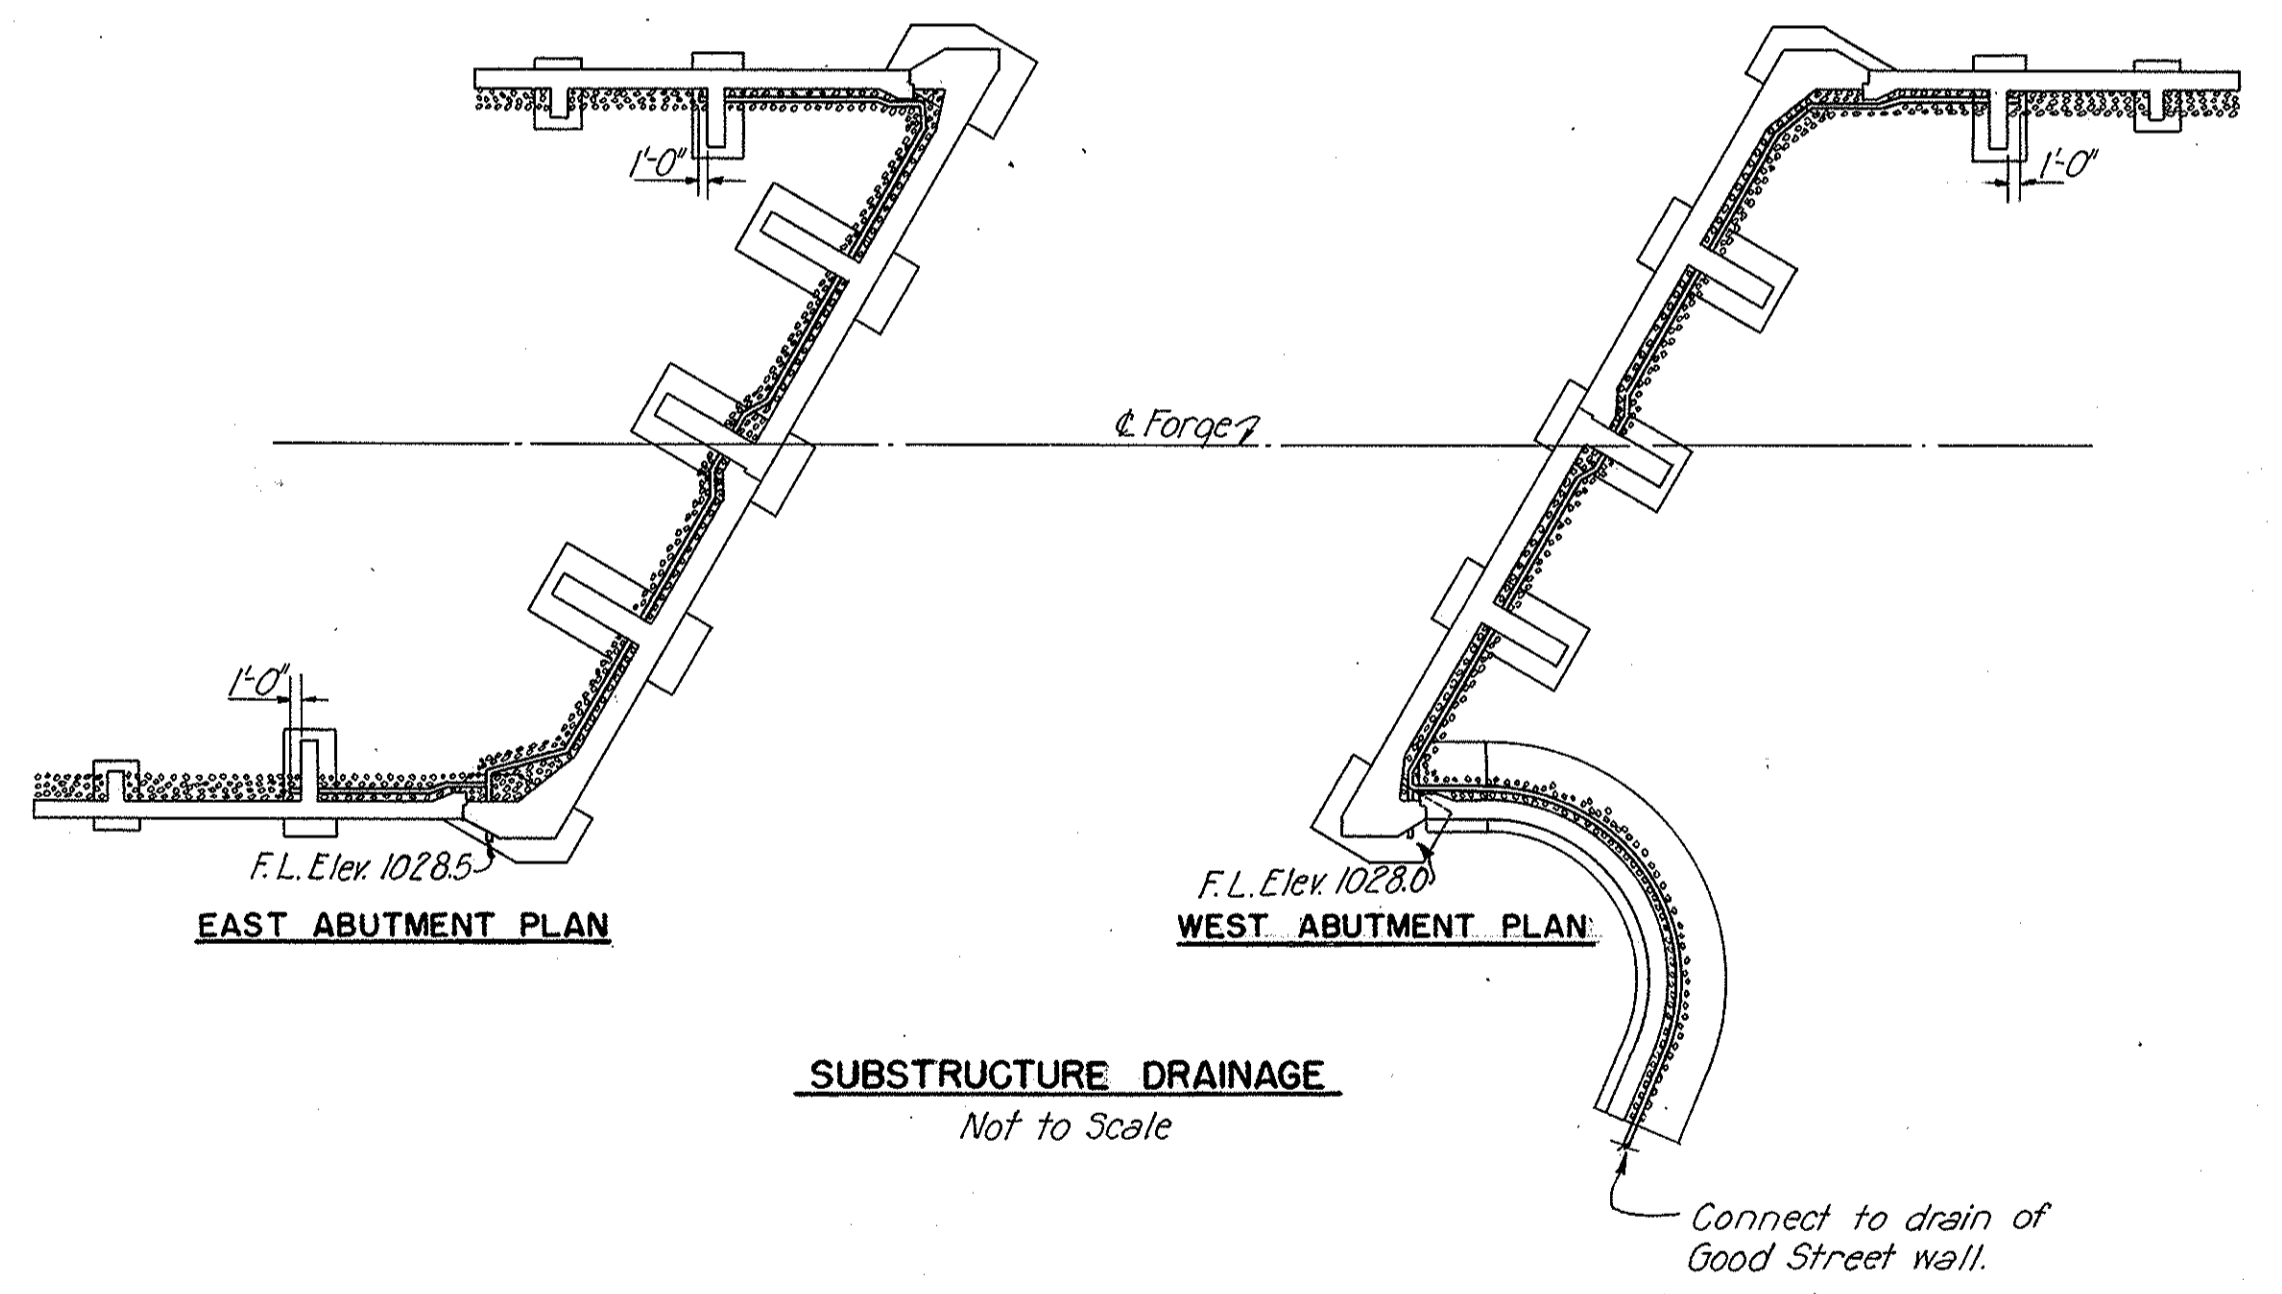 1'-0"
1'-0"
℄ Forge
1'-0"
F.L. Elev. 1028.5
F.L. Elev. 1028.0
EAST ABUTMENT PLAN
WEST ABUTMENT PLAN
SUBSTRUCTURE DRAINAGE
Not to Scale
Connect to drain of
Good Street wall.